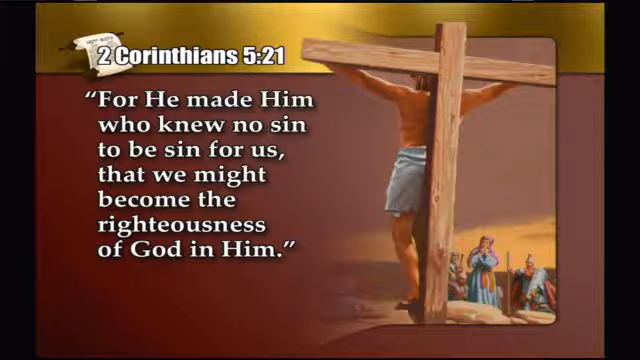 2 Corinthians 5:21
“For He made Him
who knew no sin
to be sin for us,
that we might
become the
righteousness
of God in Him.”